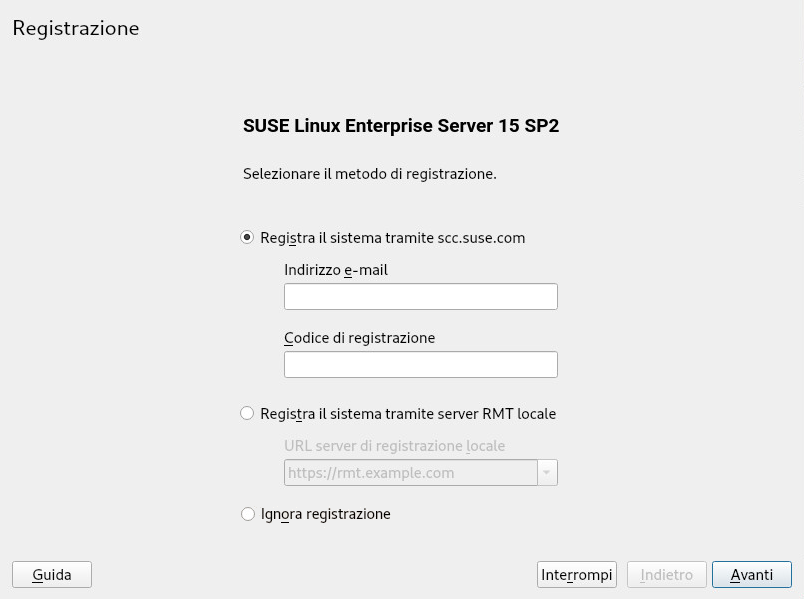 Registrazione
SUSE Linux Enterprise Server 15 SP2
Selezionare il metodo di registrazione.
Registra il sistema tramite scc.suse.com
Indirizzo e-mail
Codice di registrazione
Registra il sistema tramite server RMT locale
URL server di registrazione locale
https://rmt.example.com
Ignora registrazione
Guida
Interrompi
Indietro
Avanti